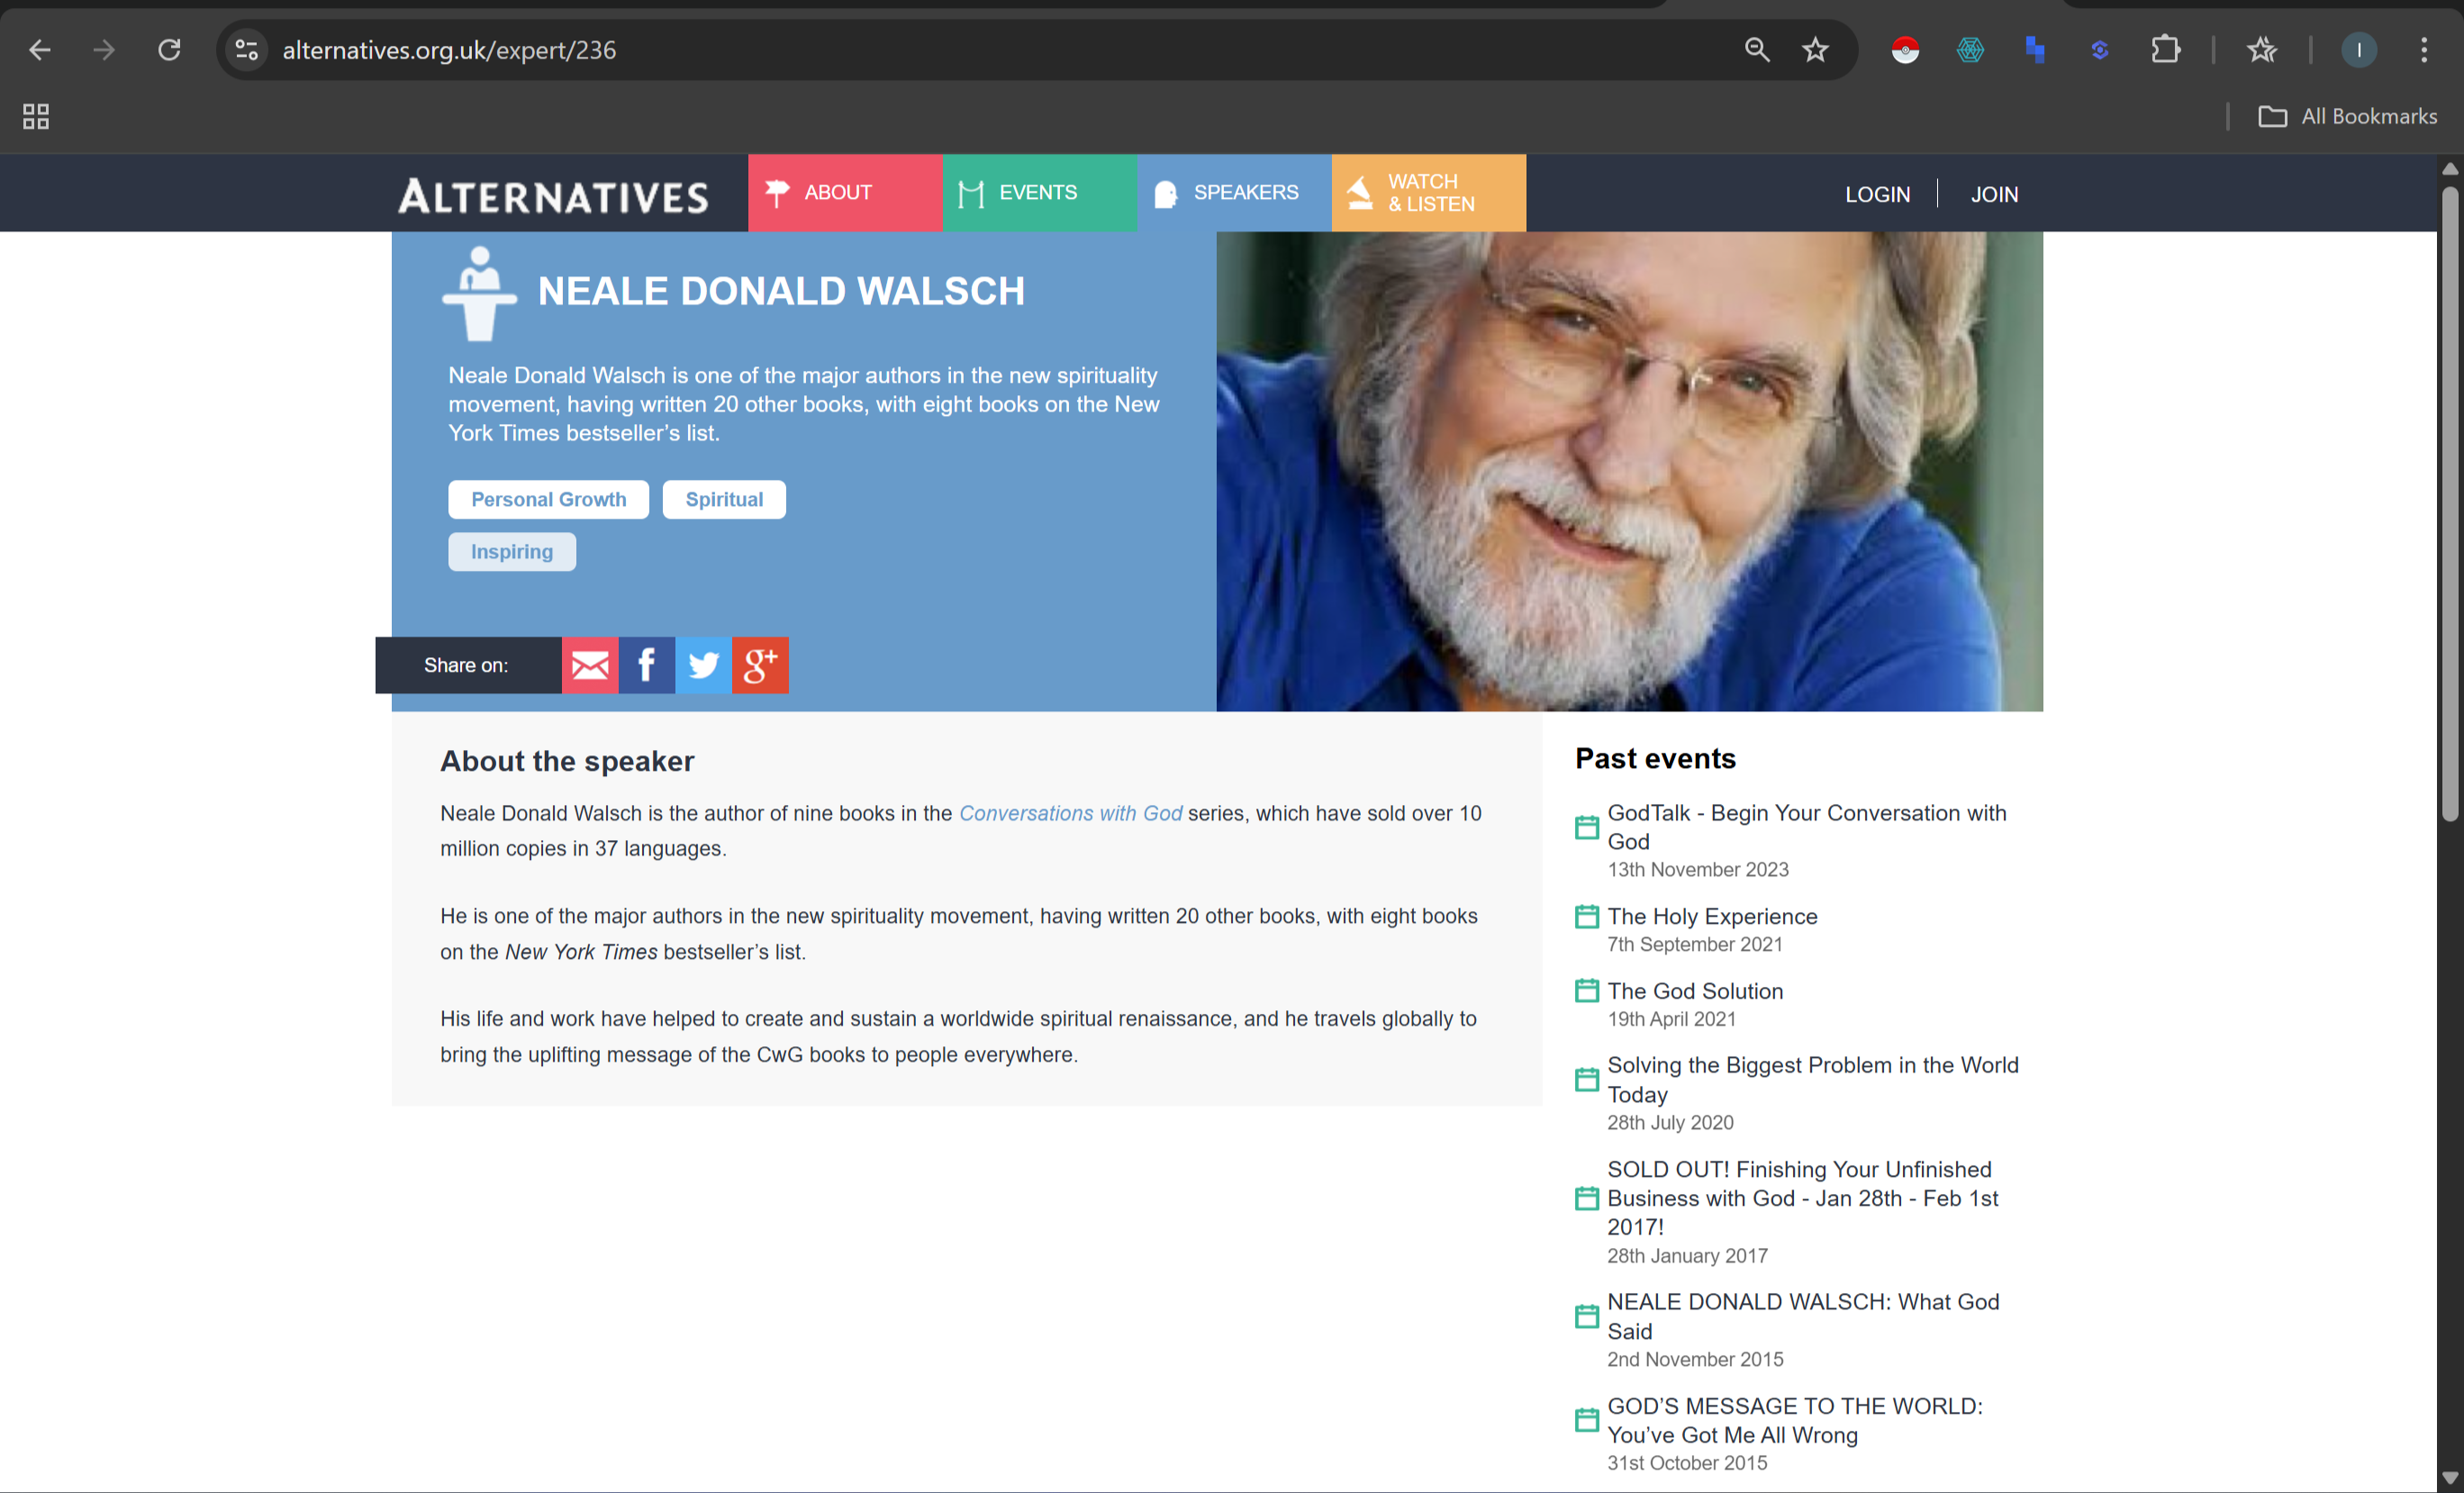 alternatives.org.uk/expert/236
All Bookmarks
ALTERNATIVES
ABOUT
EVENTS
SPEAKERS
WATCH
& LISTEN
LOGIN
JOIN
NEALE DONALD WALSCH
Neale Donald Walsch is one of the major authors in the new spirituality
movement, having written 20 other books, with eight books on the New
York Times bestseller’s list.
Personal Growth
Spiritual
Inspiring
Share on:
f
g+
About the speaker
Neale Donald Walsch is the author of nine books in the Conversations with God series, which have sold over 10
million copies in 37 languages.
He is one of the major authors in the new spirituality movement, having written 20 other books, with eight books
on the New York Times bestseller’s list.
His life and work have helped to create and sustain a worldwide spiritual renaissance, and he travels globally to
bring the uplifting message of the CwG books to people everywhere.
Past events
GodTalk - Begin Your Conversation with
God
13th November 2023
The Holy Experience
7th September 2021
The God Solution
19th April 2021
Solving the Biggest Problem in the World
Today
28th July 2020
SOLD OUT! Finishing Your Unfinished
Business with God - Jan 28th - Feb 1st
2017!
28th January 2017
NEALE DONALD WALSCH: What God
Said
2nd November 2015
GOD’S MESSAGE TO THE WORLD:
You’ve Got Me All Wrong
31st October 2015